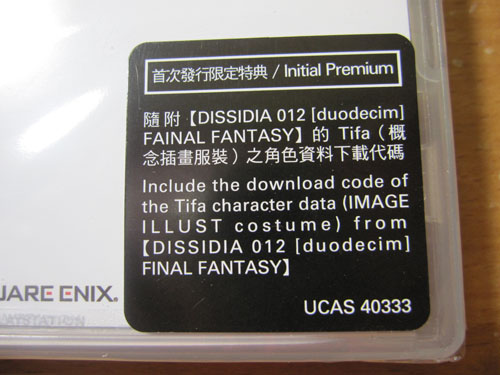 首次發行限定特典 / Initial Premium
隨附【DISSIDIA 012 [duodecim]
FAINAL FANTASY】的 Tifa（概
念插畫服裝）之角色資料下載代碼
Include the download code of
the Tifa character data (IMAGE
ILLUST costume) from
【DISSIDIA 012 [duodecim]
FINAL FANTASY】
UARE ENIX.
UCAS 40333